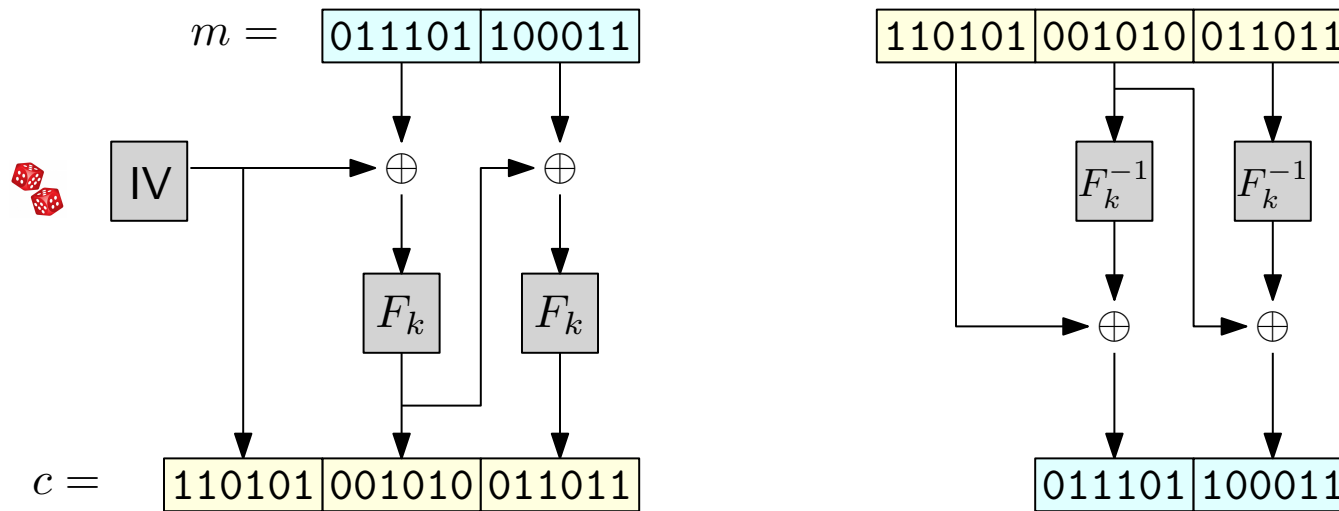 m = 011101 100011
IV
F_k F_k
c = 110101 001010 011011
110101 001010 011011
F_k^{-1} F_k^{-1}
011101 100011